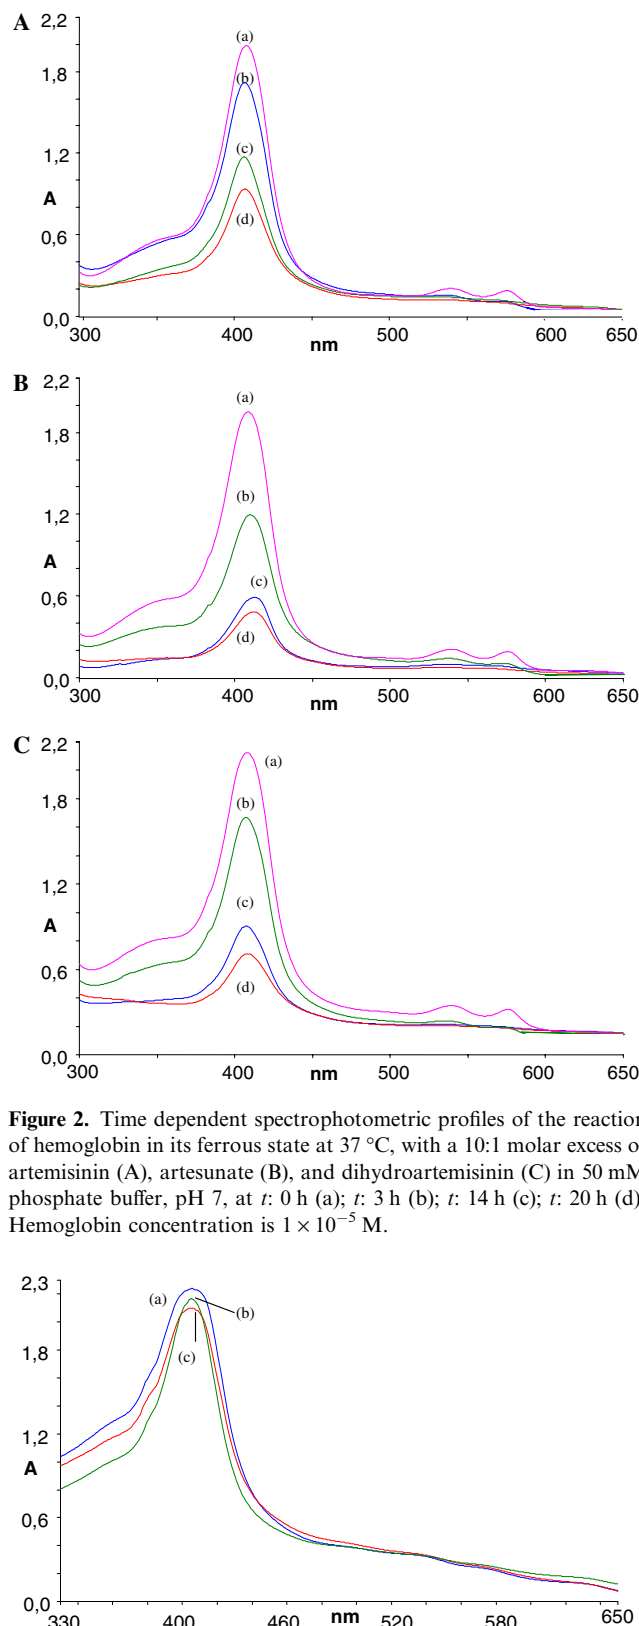 A
2,2
(a)
1,8
(b)
1,2
(c)
A
(d)
0,6
0,0
300 400 500 600 650
nm
B
2,2
(a)
1,8
(b)
1,2
A
(c)
0,6
(d)
0,0
300 400 500 600 650
nm
C
2,2
(a)
1,8
(b)
1,2
(c)
A
0,6
(d)
0,0
300 400 500 600 650
nm
Figure 2. Time dependent spectrophotometric profiles of the reaction
of hemoglobin in its ferrous state at 37 °C, with a 10:1 molar excess o
artemisinin (A), artesunate (B), and dihydroartemisinin (C) in 50 mM
phosphate buffer, pH 7, at t: 0 h (a); t: 3 h (b); t: 14 h (c); t: 20 h (d)
Hemoglobin concentration is 1 × 10⁻⁵ M.
2,3
(a)
(b)
1,8
(c)
1,2
A
0,6
0,0
330 400 460 520 580 650
nm